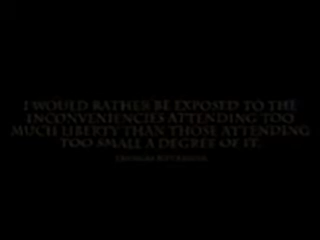 I WOULD RATHER BE EXPOSED TO THE
INCONVENIENCIES ATTENDING TOO
MUCH LIBERTY THAN THOSE ATTENDING
TOO SMALL A DEGREE OF IT.